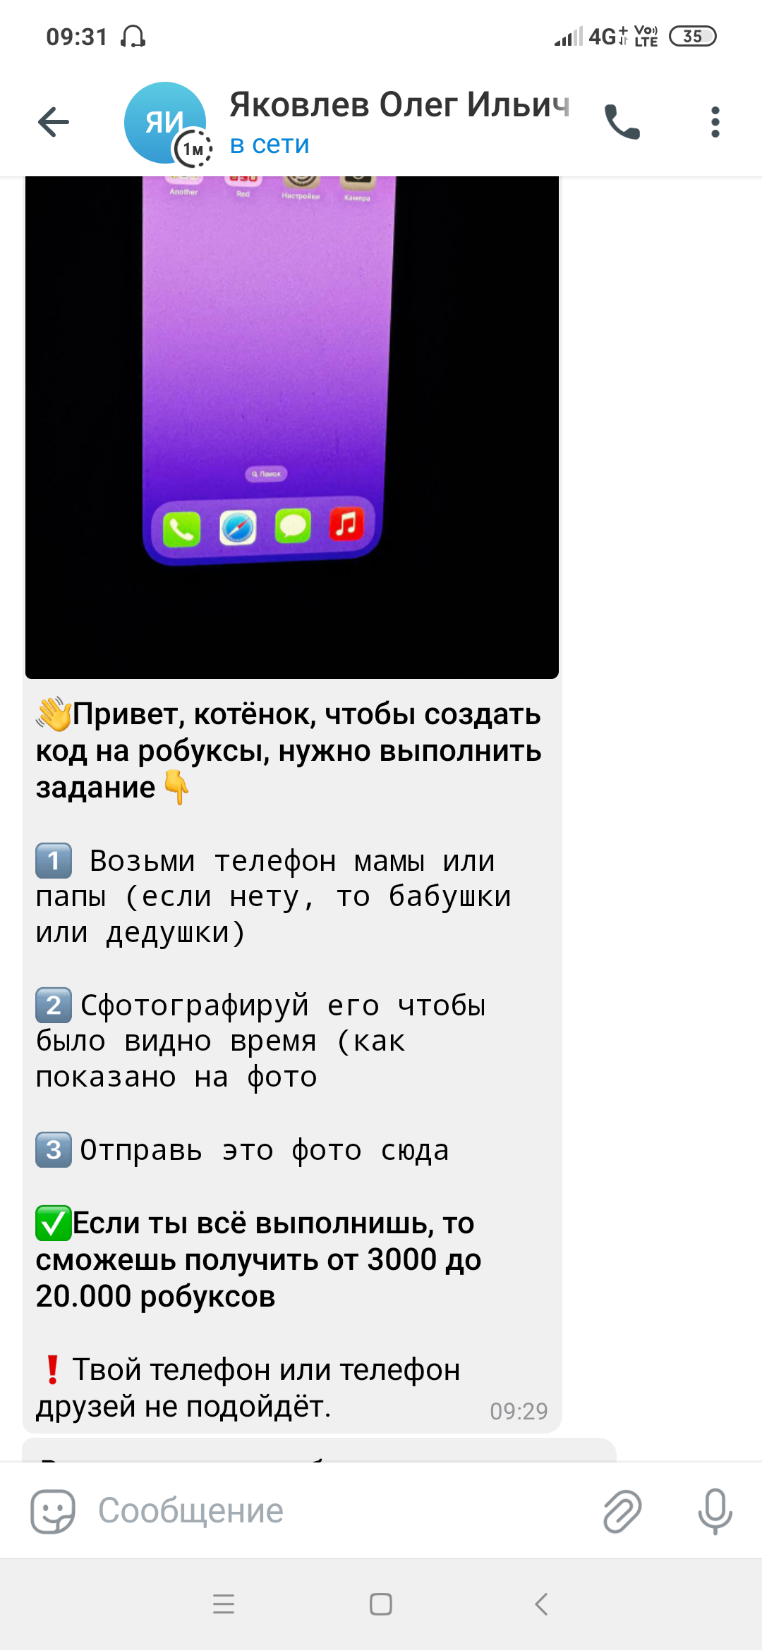 09:31 4G+ Vo)) LTE 35
ЯИ
1м
Яковлев Олег Ильич
в сети
Another Red Настройки Камера
Поиск
👋Привет, котёнок, чтобы создать
код на робуксы, нужно выполнить
задание👇
1️⃣ Возьми телефон мамы или
папы (если нету, то бабушки
или дедушки)
2️⃣ Сфотографируй его чтобы
было видно время (как
показано на фото
3️⃣ Отправь это фото сюда
✅Если ты всё выполнишь, то
сможешь получить от 3000 до
20.000 робуксов
❗Твой телефон или телефон
друзей не подойдёт.
09:29
Сообщение